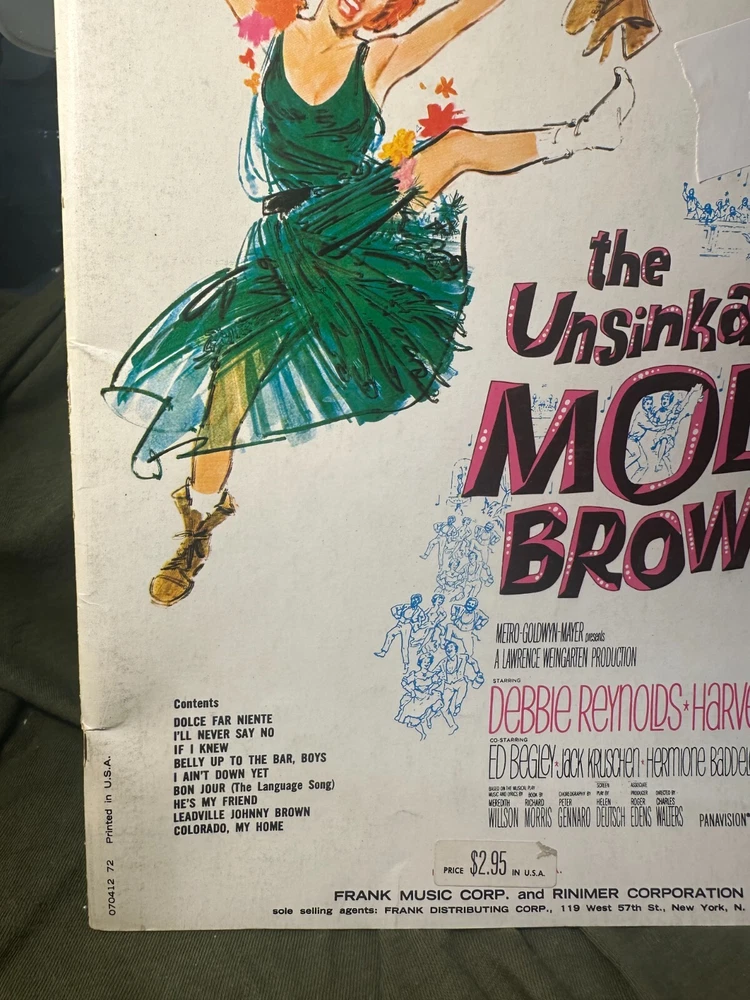 the
Unsinka
MOL
BROW
METRO-GOLDWYN-MAYER presents
A LAWRENCE WEINGARTEN PRODUCTION
STARRING
DEBBIE REYNOLDS ★ HARVE
CO-STARRING
ED BEGLEY · JACK KRUSCHEN · HERMIONE BADDEL
BASED ON THE MUSICAL PLAY
MUSIC AND LYRICS BY BOOK BY CHOREOGRAPHY BY SCREEN PLAY BY ASSOCIATE PRODUCER DIRECTED BY
MEREDITH RICHARD PETER HELEN ROGER CHARLES
WILLSON MORRIS GENNARO DEUTSCH EDENS WALTERS PANAVISION®
Contents
DOLCE FAR NIENTE
I'LL NEVER SAY NO
IF I KNEW
BELLY UP TO THE BAR, BOYS
I AIN'T DOWN YET
BON JOUR (The Language Song)
HE'S MY FRIEND
LEADVILLE JOHNNY BROWN
COLORADO, MY HOME
PRICE $2.95 IN U.S.A.
FRANK MUSIC CORP. and RINIMER CORPORATION
sole selling agents: FRANK DISTRIBUTING CORP., 119 West 57th St., New York, N.
070412 72 Printed in U.S.A.